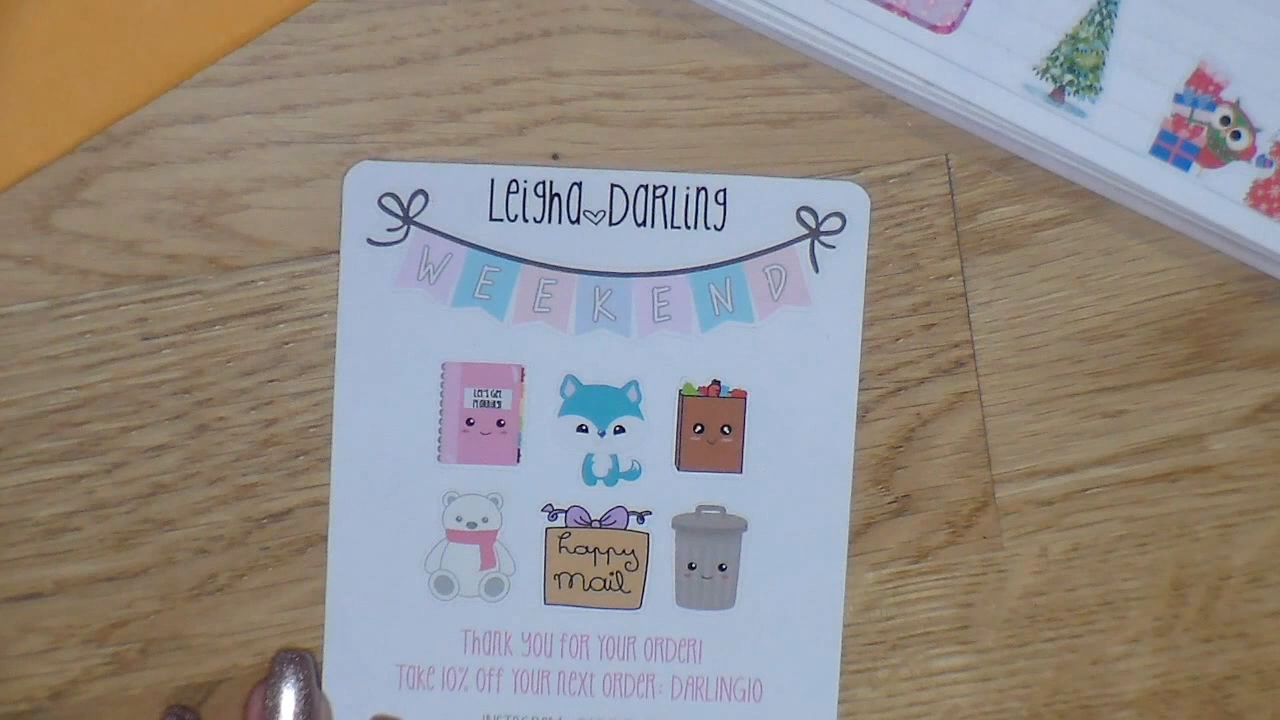 Leigha Darling
WEEKEND
LET'S GET
happy
mail
Thank you for your order!
Take 10% off your next order: DARLING10